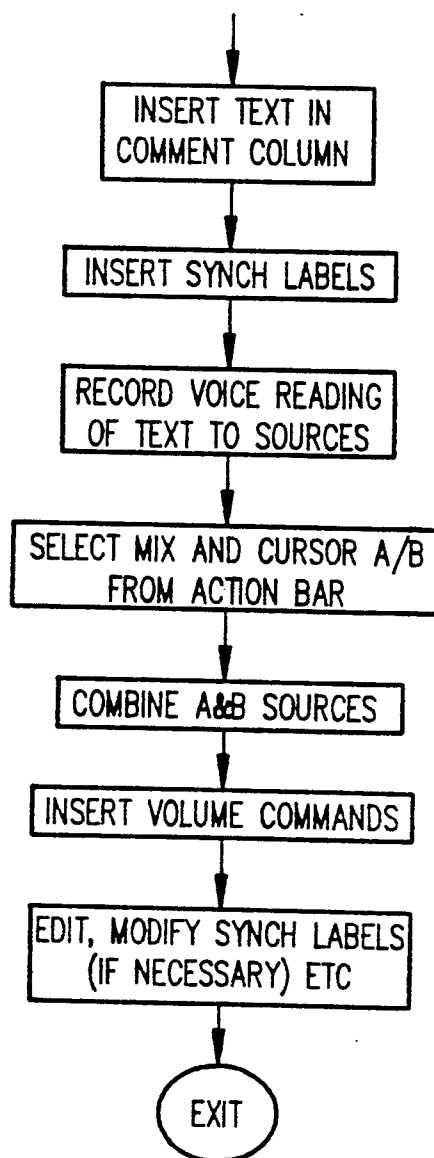 INSERT TEXT IN
COMMENT COLUMN
INSERT SYNCH LABELS
RECORD VOICE READING
OF TEXT TO SOURCES
SELECT MIX AND CURSOR A/B
FROM ACTION BAR
COMBINE A&B SOURCES
INSERT VOLUME COMMANDS
EDIT, MODIFY SYNCH LABELS
(IF NECESSARY) ETC
EXIT